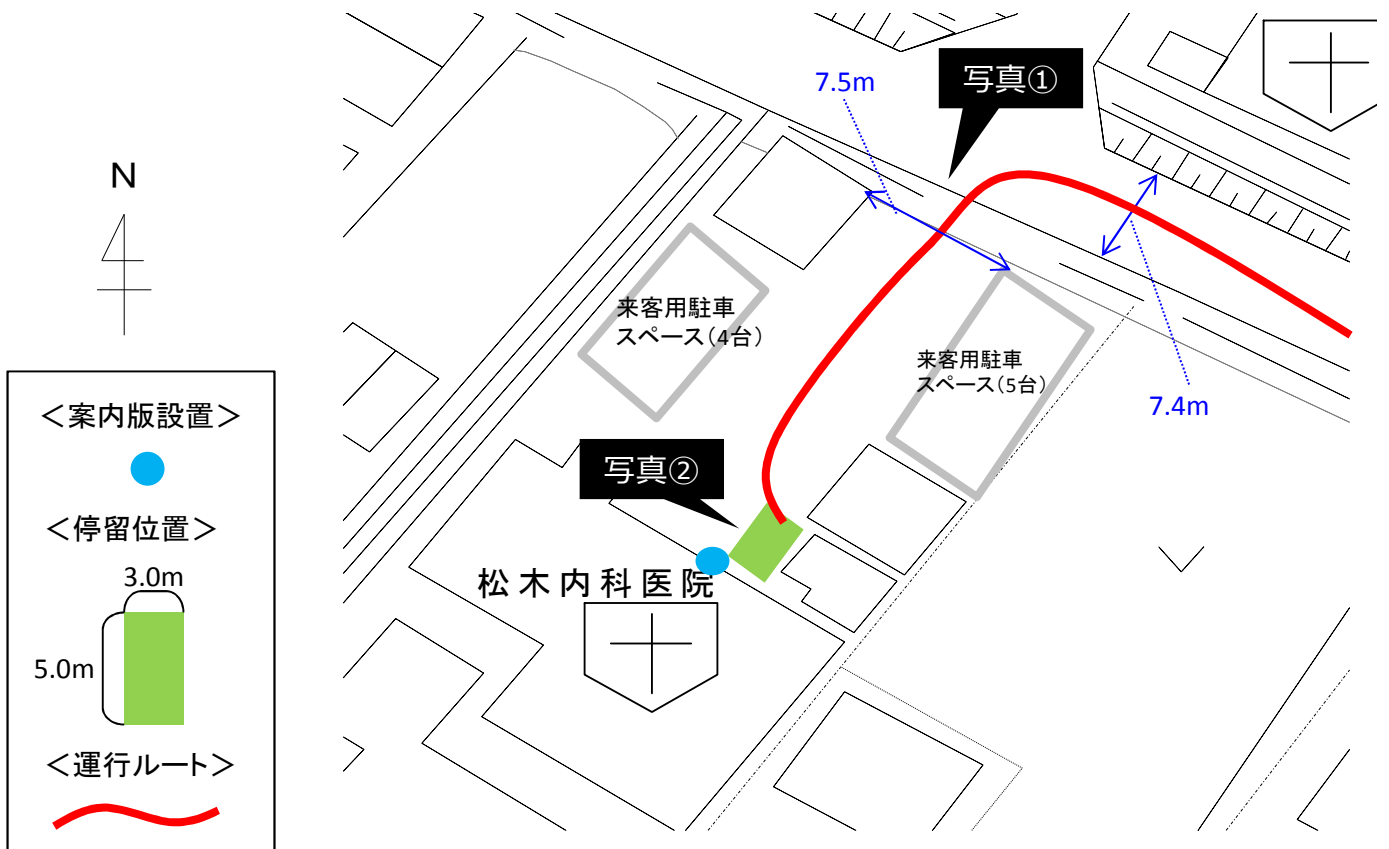 7.5m
写真①
N
来客用駐車
スペース(4台)
来客用駐車
スペース(5台)
7.4m
<案内版設置>
写真②
<停留位置>
3.0m
松木内科医院
5.0m
<運行ルート>